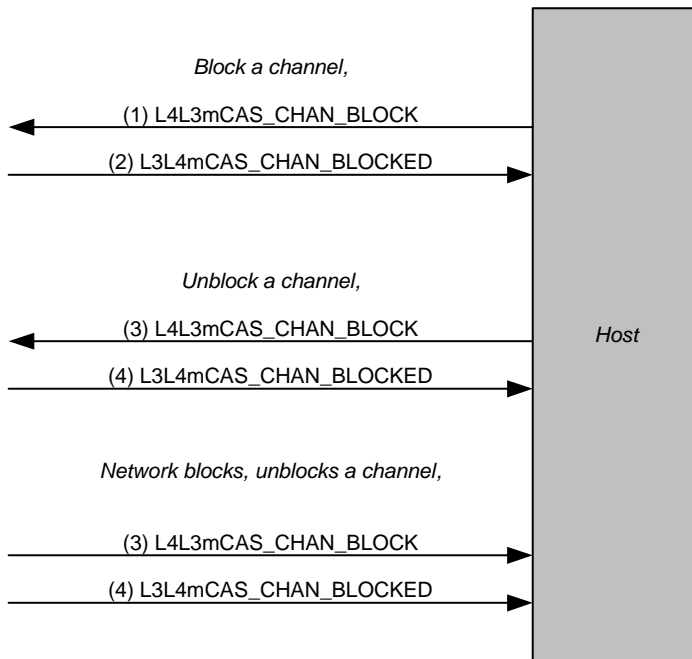 Block a channel,
(1) L4L3mCAS_CHAN_BLOCK
(2) L3L4mCAS_CHAN_BLOCKED
Unblock a channel,
(3) L4L3mCAS_CHAN_BLOCK
Host
(4) L3L4mCAS_CHAN_BLOCKED
Network blocks, unblocks a channel,
(3) L4L3mCAS_CHAN_BLOCK
(4) L3L4mCAS_CHAN_BLOCKED